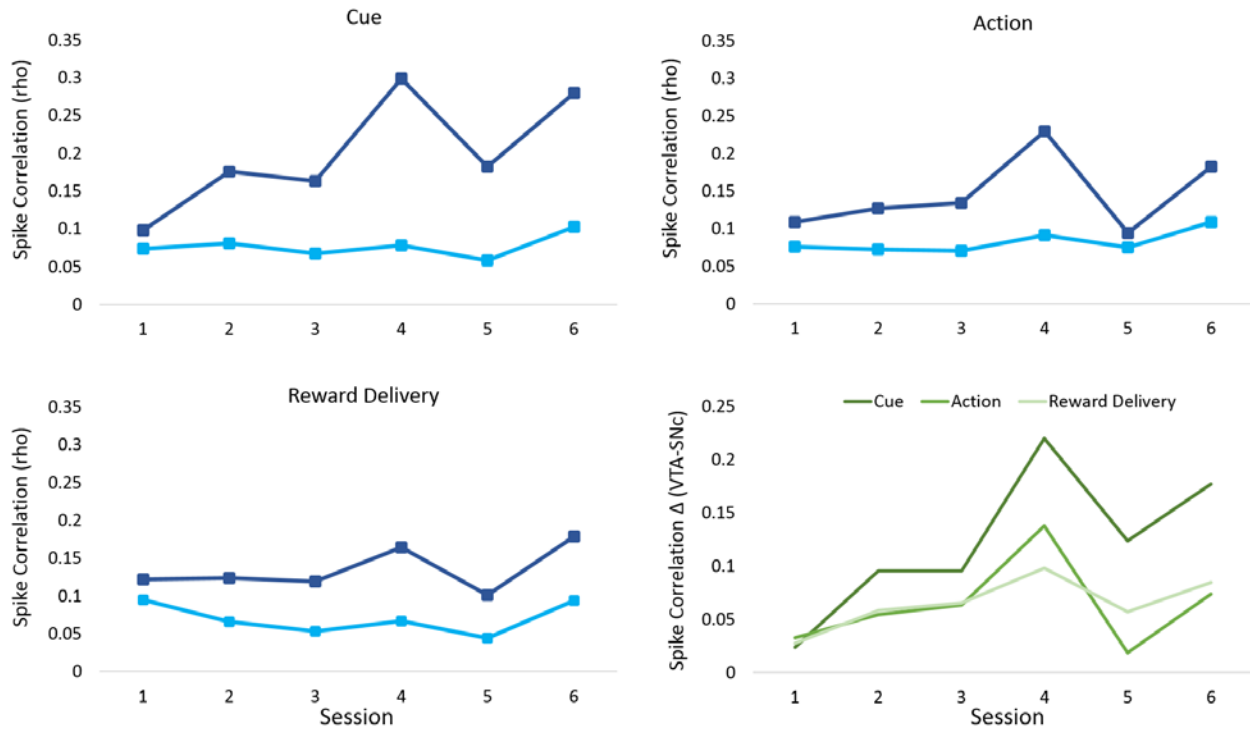 Cue
Spike Correlation (rho)
0.35
0.3
0.25
0.2
0.15
0.1
0.05
0
1 2 3 4 5 6
Action
Spike Correlation (rho)
0.35
0.3
0.25
0.2
0.15
0.1
0.05
0
1 2 3 4 5 6
Reward Delivery
Spike Correlation (rho)
0.35
0.3
0.25
0.2
0.15
0.1
0.05
0
1 2 3 4 5 6
Session
Cue Action Reward Delivery
Spike Correlation Δ (VTA-SNc)
0.25
0.2
0.15
0.1
0.05
0
1 2 3 4 5 6
Session